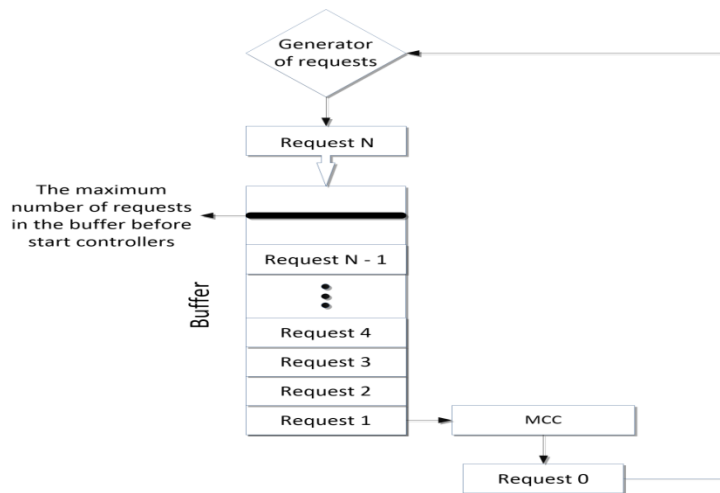 Generator
of requests
Request N
The maximum
number of requests
in the buffer before
start controllers
Request N - 1
Buffer
Request 4
Request 3
Request 2
Request 1
MCC
Request 0